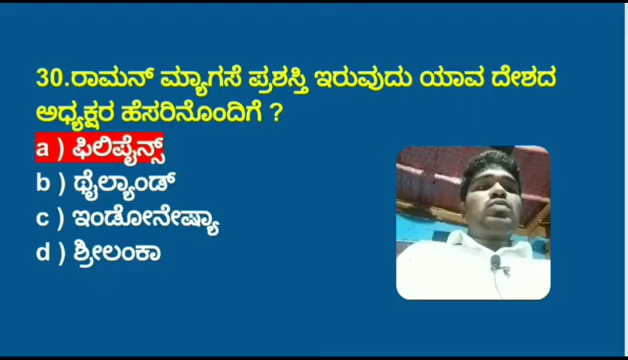 30.ರಾಮನ್ ಮ್ಯಾಗಸೆ ಪ್ರಶಸ್ತಿ ಇರುವುದು ಯಾವ ದೇಶದ
ಅಧ್ಯಕ್ಷರ ಹೆಸರಿನೊಂದಿಗೆ ?
a ) ಫಿಲಿಪೈನ್ಸ್
b ) ಥೈಲ್ಯಾಂಡ್
c ) ಇಂಡೋನೇಷ್ಯಾ
d ) ಶ್ರೀಲಂಕಾ